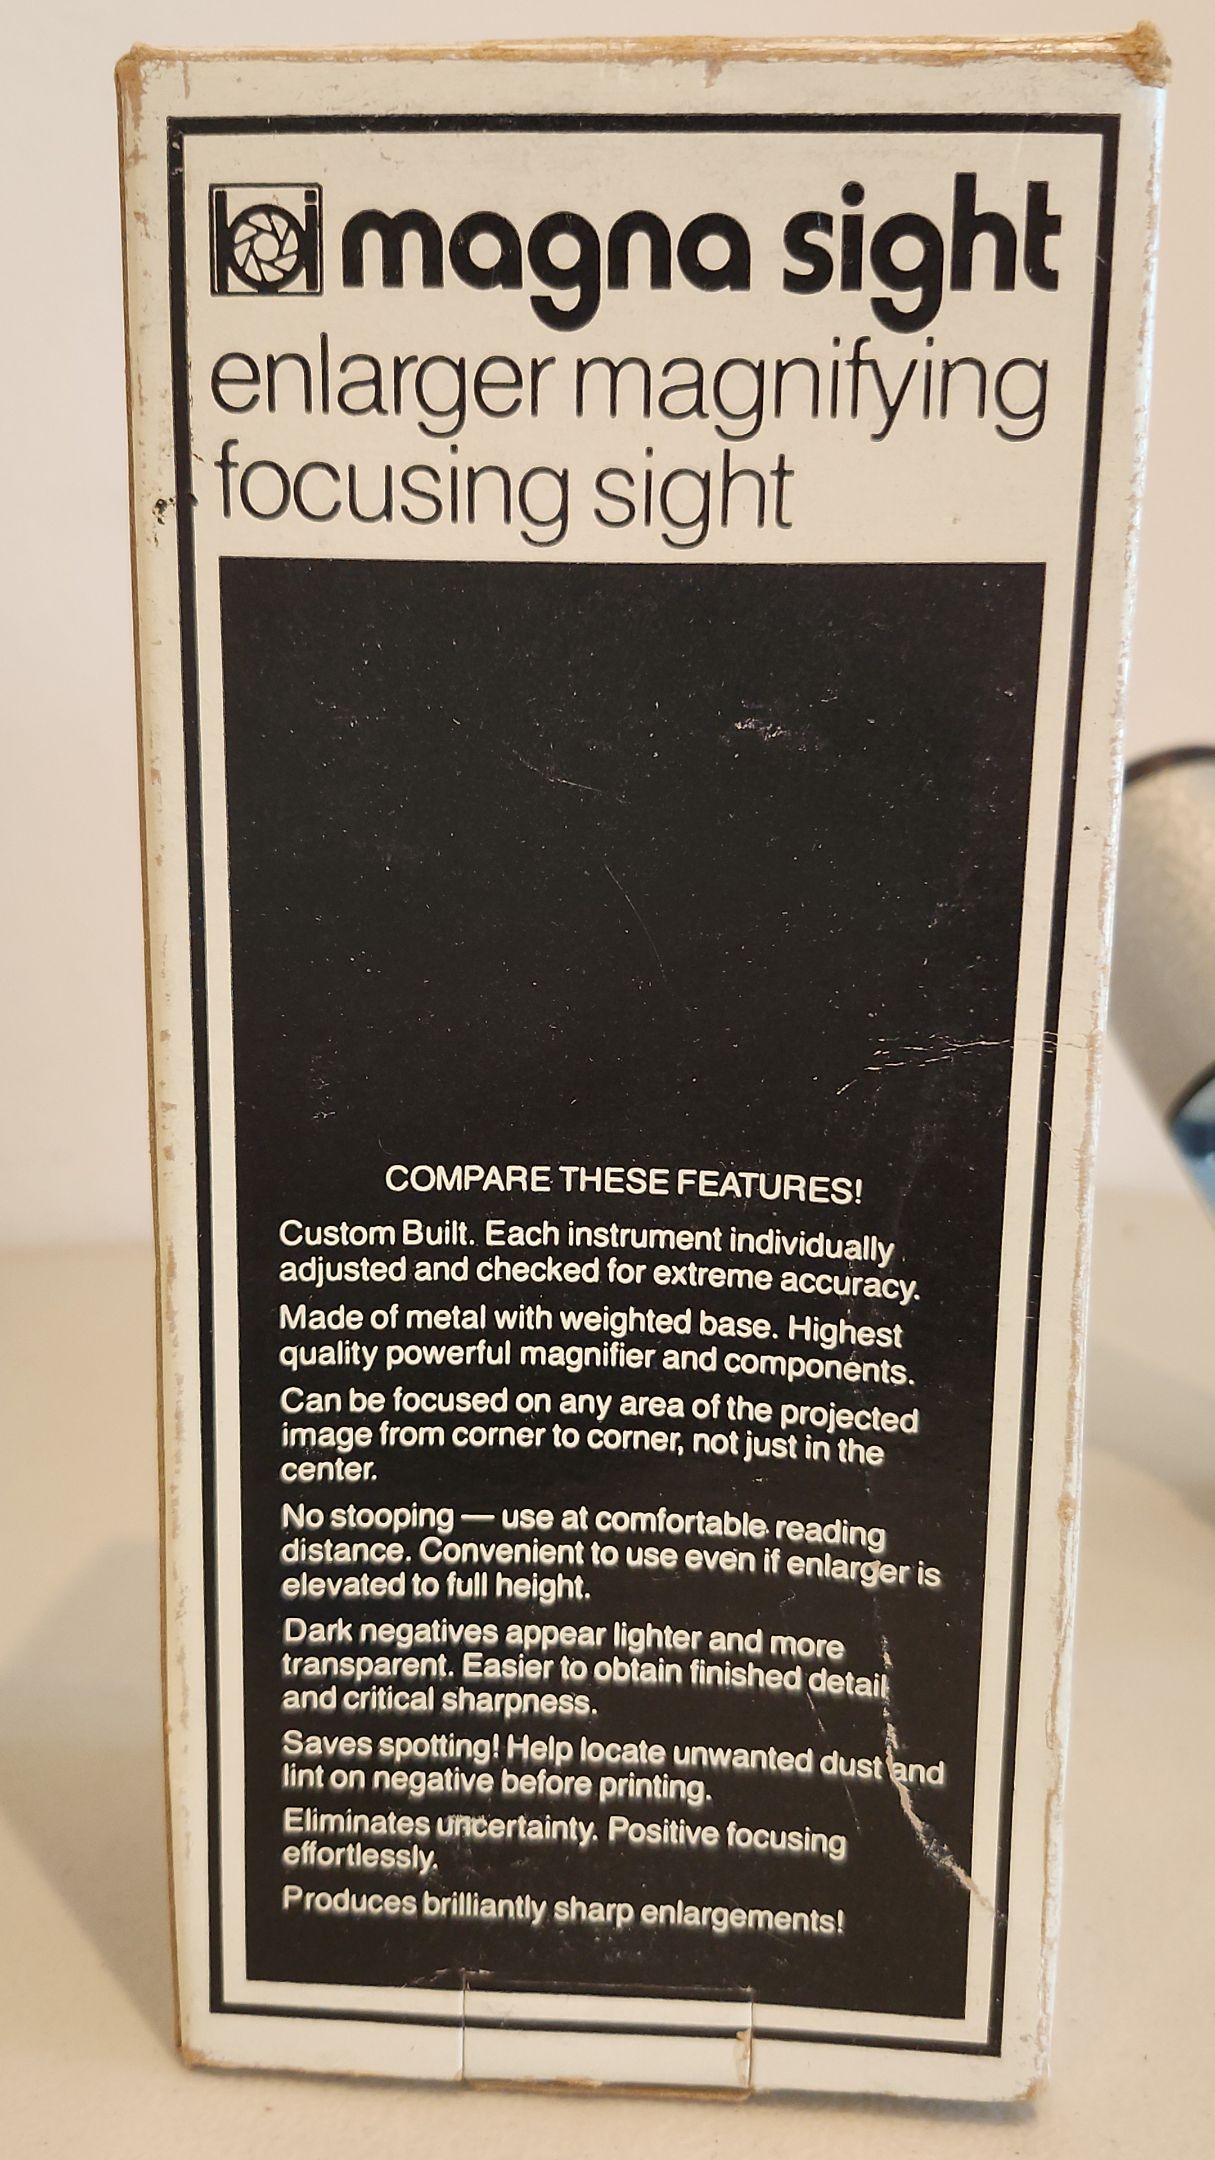 magna sight
enlarger magnifying
focusing sight
COMPARE THESE FEATURES!
Custom Built. Each instrument individually
adjusted and checked for extreme accuracy.
Made of metal with weighted base. Highest
quality powerful magnifier and components.
Can be focused on any area of the projected
image from corner to corner, not just in the
center.
No stooping — use at comfortable reading
distance. Convenient to use even if enlarger is
elevated to full height.
Dark negatives appear lighter and more
transparent. Easier to obtain finished detail
and critical sharpness.
Saves spotting! Help locate unwanted dust and
lint on negative before printing.
Eliminates uncertainty. Positive focusing
effortlessly.
Produces brilliantly sharp enlargements!